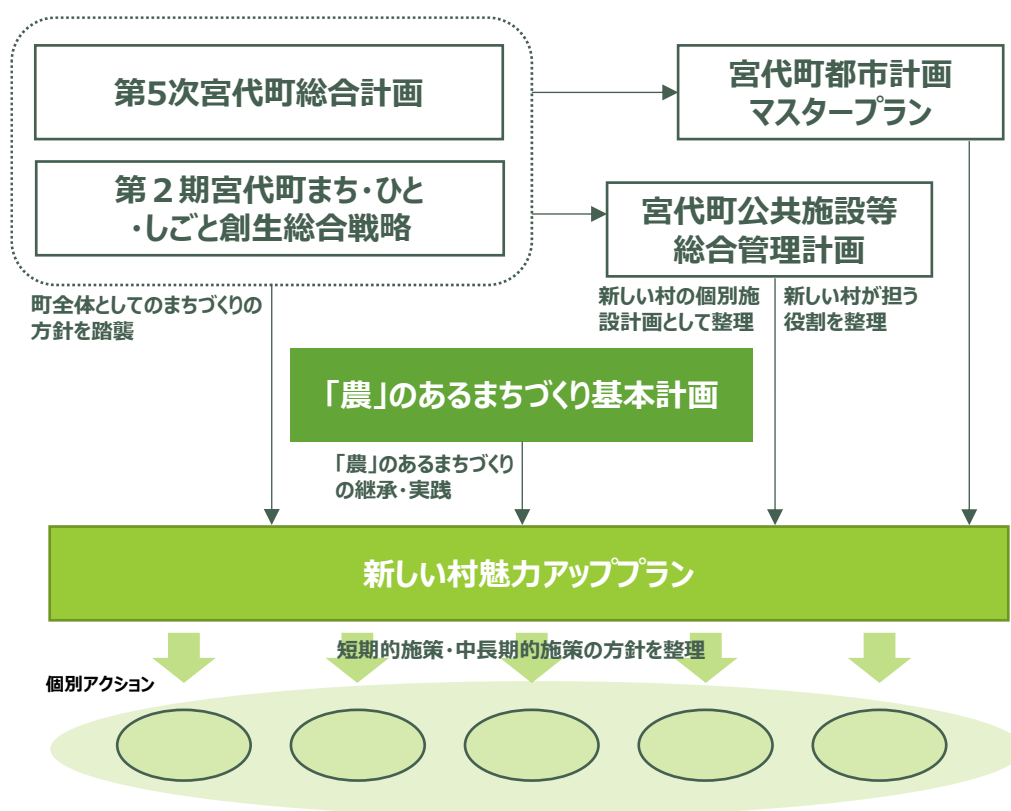 第5次宮代町総合計画
宮代町都市計画
マスタープラン
第２期宮代町まち・ひと
・しごと創生総合戦略
宮代町公共施設等
総合管理計画
町全体としてのまちづくりの
方針を踏襲
新しい村の個別施
設計画として整理
新しい村が担う
役割を整理
「農」のあるまちづくり基本計画
「農」のあるまちづくり
の継承・実践
新しい村魅力アッププラン
短期的施策・中長期的施策の方針を整理
個別アクション